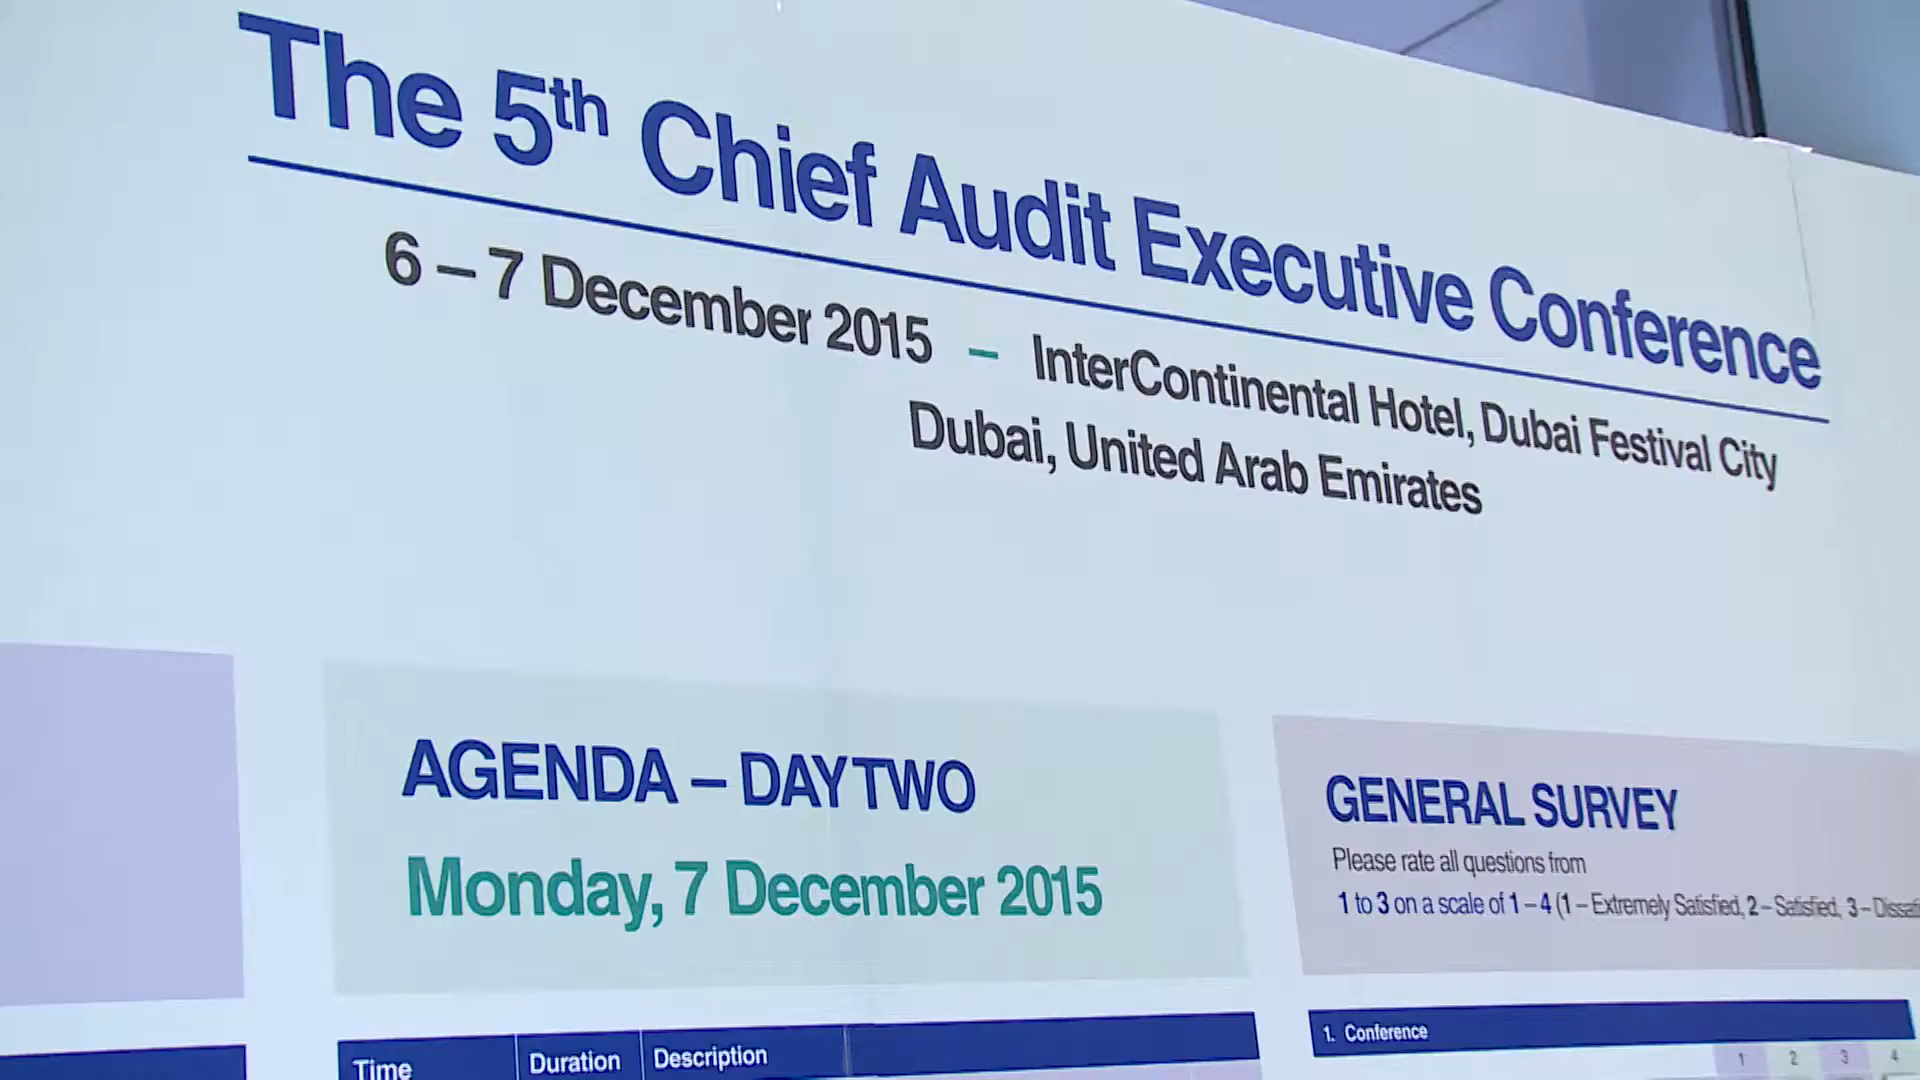 The 5th Chief Audit Executive Conference
6 – 7 December 2015 – InterContinental Hotel, Dubai Festival City
Dubai, United Arab Emirates
AGENDA – DAY TWO
Monday, 7 December 2015
Time Duration Description
GENERAL SURVEY
Please rate all questions from
1 to 3 on a scale of 1 – 4 (1 – Extremely Satisfied, 2 – Satisfied, 3 –
1. Conference
1 2 3 4